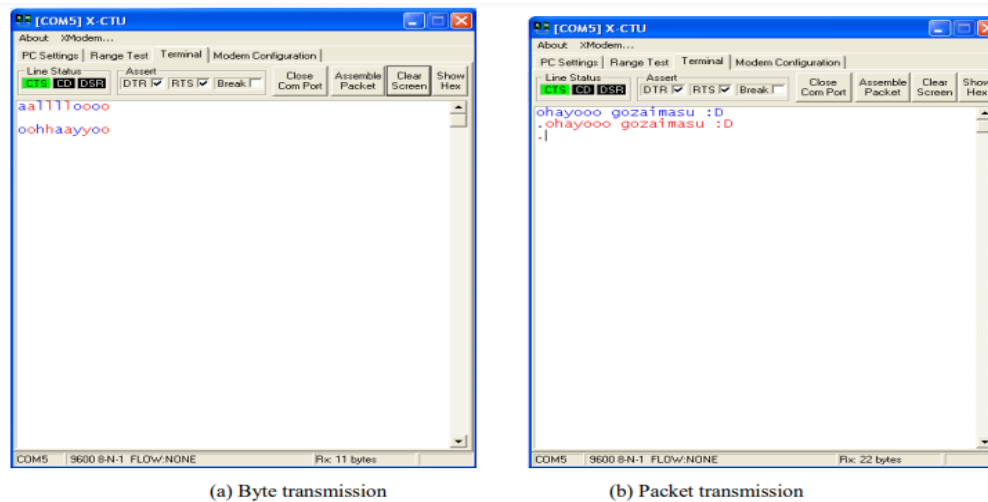 [COM5] X-CTU
About XModem...
PC Settings Range Test Terminal Modem Configuration
Line Status
CTS CD DSR
Assert
DTR RTS Break
Close Com Port
Assemble Packet
Clear Screen
Show Hex
aalllloooo
oohhaayyoo
COM5 9600 8-N-1 FLOW:NONE Rx: 11 bytes
(a) Byte transmission
[COM5] X-CTU
About XModem...
PC Settings Range Test Terminal Modem Configuration
Line Status
CTS CD DSR
Assert
DTR RTS Break
Close Com Port
Assemble Packet
Clear Screen
Show Hex
ohayooo gozaimasu :D
.ohayooo gozaimasu :D
.
COM5 9600 8-N-1 FLOW:NONE Rx: 22 bytes
(b) Packet transmission